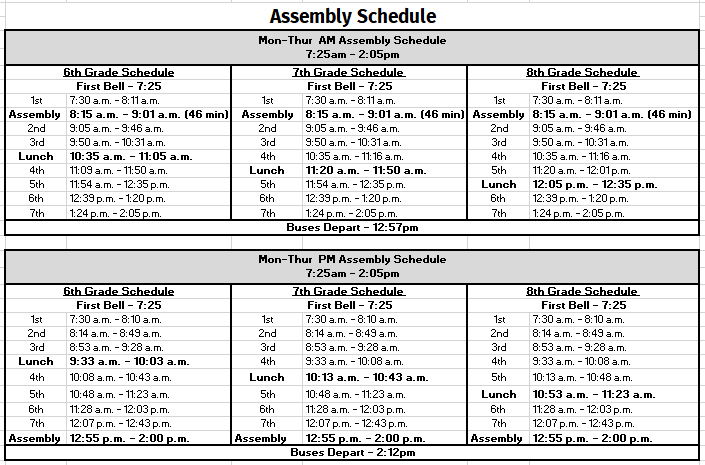 Assembly Schedule
Mon-Thur AM Assembly Schedule
7:25am - 2:05pm
6th Grade Schedule 7th Grade Schedule 8th Grade Schedule
First Bell - 7:25 First Bell - 7:25 First Bell - 7:25
1st 7:30 a.m. - 8:11 a.m. 1st 7:30 a.m. - 8:11 a.m. 1st 7:30 a.m. - 8:11 a.m.
Assembly 8:15 a.m. - 9:01 a.m. (46 min) Assembly 8:15 a.m. - 9:01 a.m. (46 min) Assembly 8:15 a.m. - 9:01 a.m. (46 min)
2nd 9:05 a.m. - 9:46 a.m. 2nd 9:05 a.m. - 9:46 a.m. 2nd 9:05 a.m. - 9:46 a.m.
3rd 9:50 a.m. - 10:31 a.m. 3rd 9:50 a.m. - 10:31 a.m. 3rd 9:50 a.m. - 10:31 a.m.
Lunch 10:35 a.m. - 11:05 a.m. 4th 10:35 a.m. - 11:16 a.m. 4th 10:35 a.m. - 11:16 a.m.
4th 11:09 a.m. - 11:50 a.m. Lunch 11:20 a.m. - 11:50 a.m. 5th 11:20 a.m. - 12:01 p.m.
5th 11:54 a.m. - 12:35 p.m. 5th 11:54 a.m. - 12:35 p.m. Lunch 12:05 p.m. - 12:35 p.m.
6th 12:39 p.m. - 1:20 p.m. 6th 12:39 p.m. - 1:20 p.m. 6th 12:39 p.m. - 1:20 p.m.
7th 1:24 p.m. - 2:05 p.m. 7th 1:24 p.m. - 2:05 p.m. 7th 1:24 p.m. - 2:05 p.m.
Buses Depart - 12:57pm
Mon-Thur PM Assembly Schedule
7:25am - 2:05pm
6th Grade Schedule 7th Grade Schedule 8th Grade Schedule
First Bell - 7:25 First Bell - 7:25 First Bell - 7:25
1st 7:30 a.m. - 8:10 a.m. 1st 7:30 a.m. - 8:10 a.m. 1st 7:30 a.m. - 8:10 a.m.
2nd 8:14 a.m. - 8:49 a.m. 2nd 8:14 a.m. - 8:49 a.m. 2nd 8:14 a.m. - 8:49 a.m.
3rd 8:53 a.m. - 9:28 a.m. 3rd 8:53 a.m. - 9:28 a.m. 3rd 8:53 a.m. - 9:28 a.m.
Lunch 9:33 a.m. - 10:03 a.m. 4th 9:33 a.m. - 10:08 a.m. 4th 9:33 a.m. - 10:08 a.m.
4th 10:08 a.m. - 10:43 a.m. Lunch 10:13 a.m. - 10:43 a.m. 5th 10:13 a.m. - 10:48 a.m.
5th 10:48 a.m. - 11:23 a.m. 5th 10:48 a.m. - 11:23 a.m. Lunch 10:53 a.m. - 11:23 a.m.
6th 11:28 a.m. - 12:03 p.m. 6th 11:28 a.m. - 12:03 p.m. 6th 11:28 a.m. - 12:03 p.m.
7th 12:07 p.m. - 12:43 p.m. 7th 12:07 p.m. - 12:43 p.m. 7th 12:07 p.m. - 12:43 p.m.
Assembly 12:55 p.m. - 2:00 p.m. Assembly 12:55 p.m. - 2:00 p.m. Assembly 12:55 p.m. - 2:00 p.m.
Buses Depart - 2:12pm